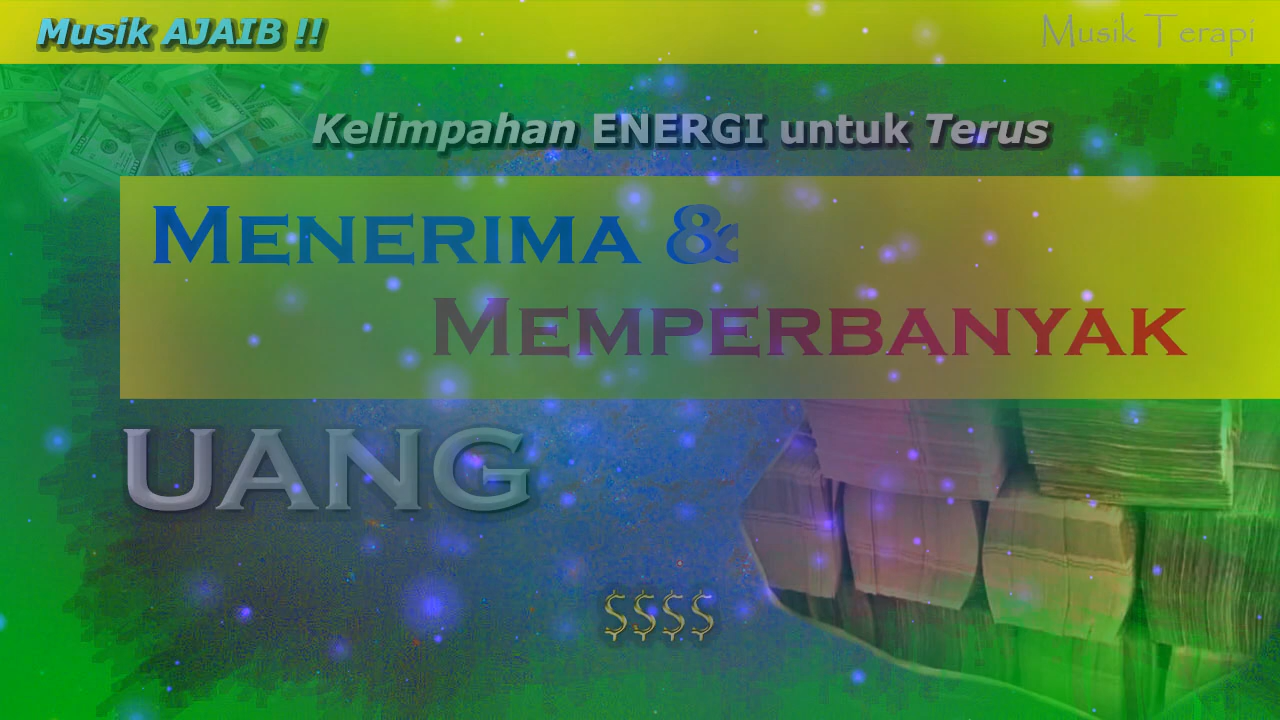 Musik AJAIB !!
Musik Terapi
Kelimpahan ENERGI untuk Terus
MENERIMA &
MEMPERBANYAK
UANG
$$$$